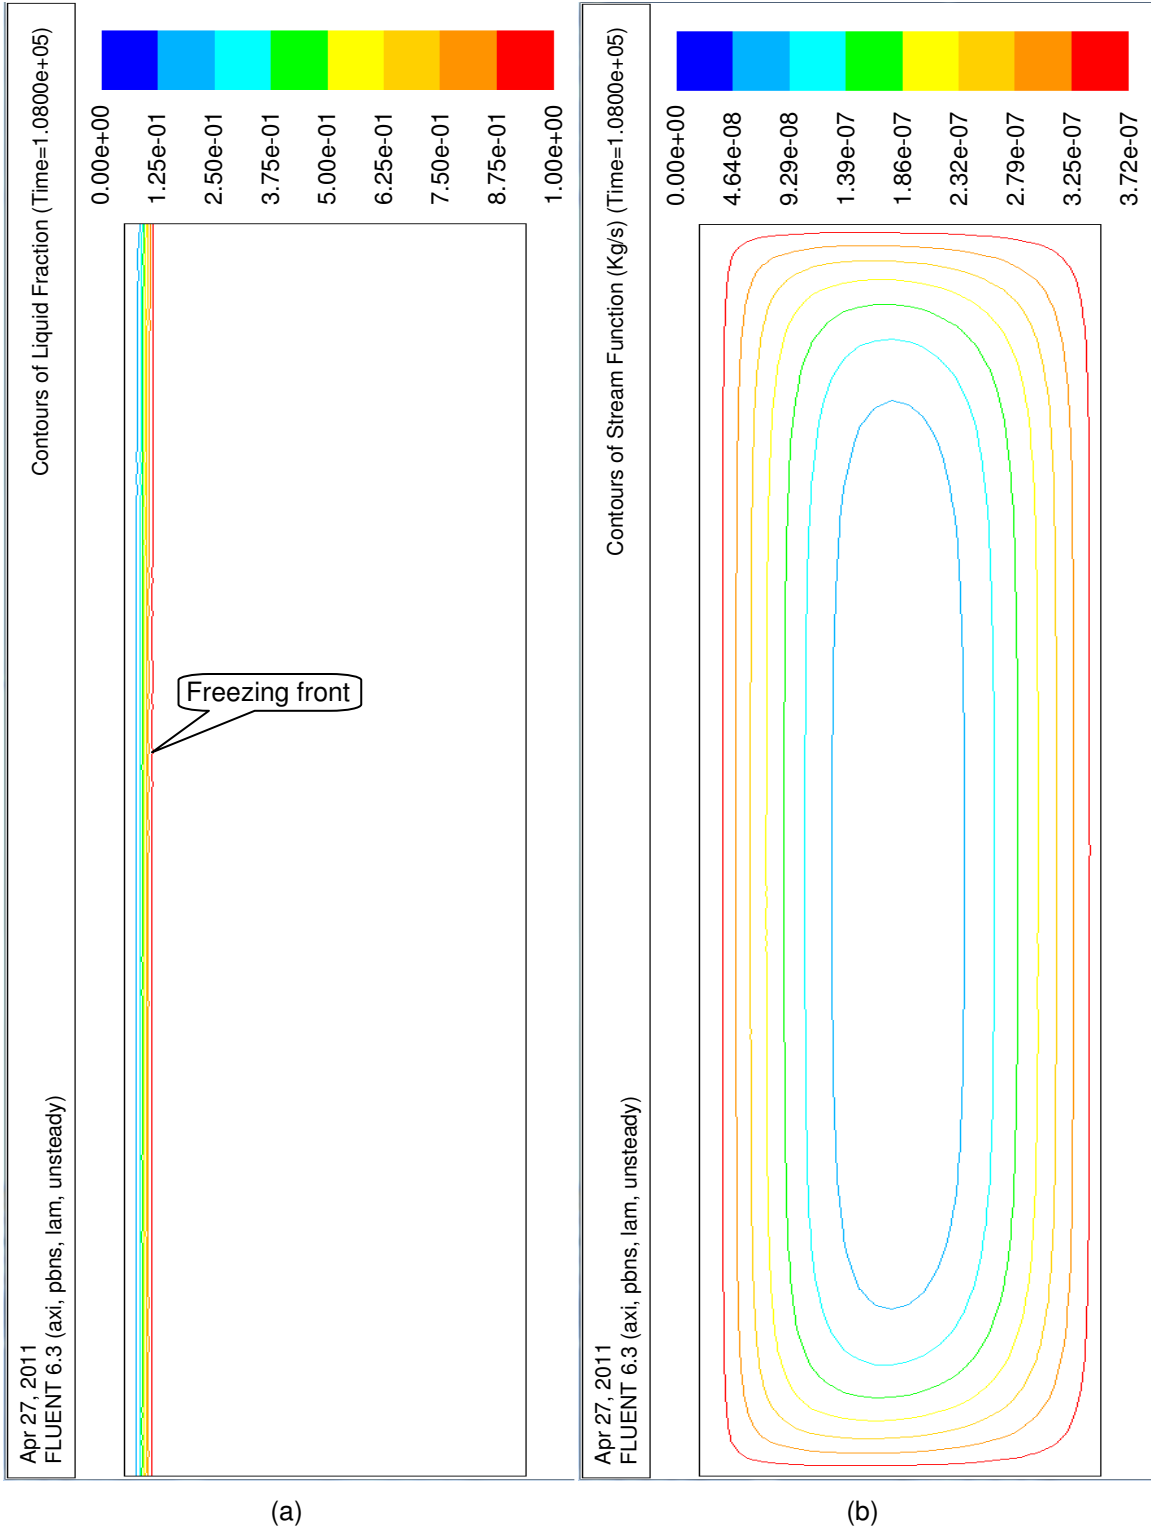 Contours of Liquid Fraction (Time=1.0800e+05)
0.00e+00
1.25e-01
2.50e-01
3.75e-01
5.00e-01
6.25e-01
7.50e-01
8.75e-01
1.00e+00
Freezing front
Apr 27, 2011
FLUENT 6.3 (axi, pbns, lam, unsteady)
(a)
Contours of Stream Function (Kg/s) (Time=1.0800e+05)
0.00e+00
4.64e-08
9.29e-08
1.39e-07
1.86e-07
2.32e-07
2.79e-07
3.25e-07
3.72e-07
Apr 27, 2011
FLUENT 6.3 (axi, pbns, lam, unsteady)
(b)